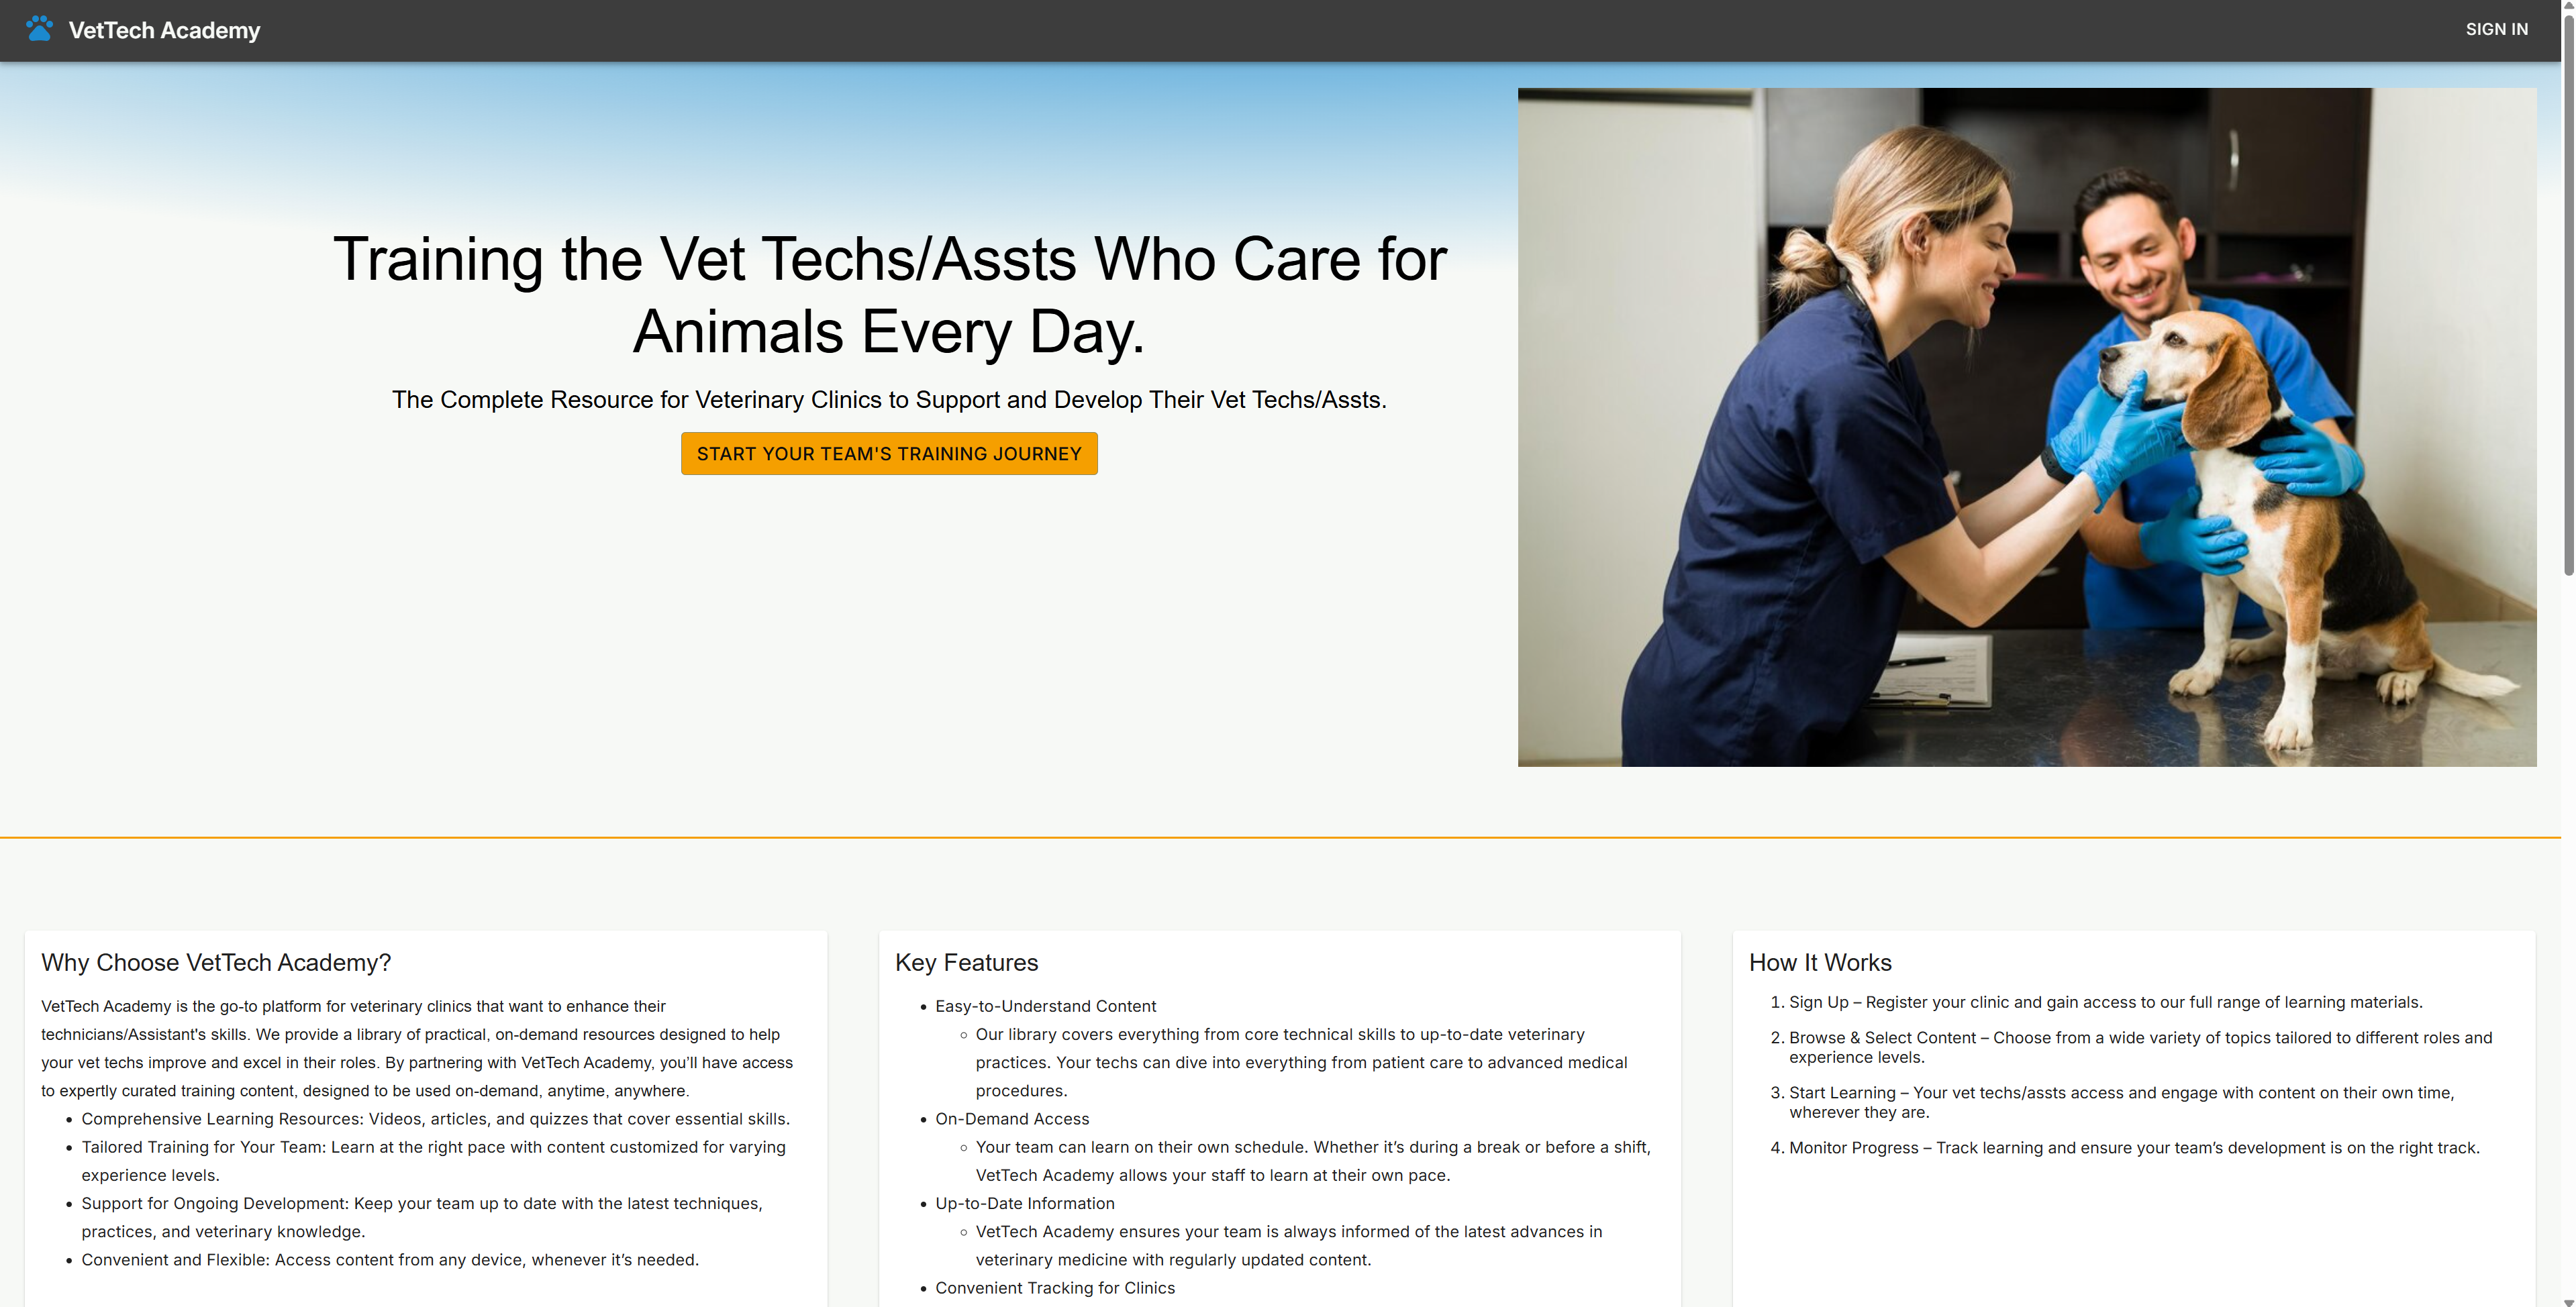 VetTech Academy
SIGN IN
Training the Vet Techs/Assts Who Care for
Animals Every Day.
The Complete Resource for Veterinary Clinics to Support and Develop Their Vet Techs/Assts.
START YOUR TEAM'S TRAINING JOURNEY
Why Choose VetTech Academy?
VetTech Academy is the go-to platform for veterinary clinics that want to enhance their
technicians/Assistant's skills. We provide a library of practical, on-demand resources designed to help
your vet techs improve and excel in their roles. By partnering with VetTech Academy, you’ll have access
to expertly curated training content, designed to be used on-demand, anytime, anywhere.
• Comprehensive Learning Resources: Videos, articles, and quizzes that cover essential skills.
• Tailored Training for Your Team: Learn at the right pace with content customized for varying
experience levels.
• Support for Ongoing Development: Keep your team up to date with the latest techniques,
practices, and veterinary knowledge.
• Convenient and Flexible: Access content from any device, whenever it’s needed.
Key Features
• Easy-to-Understand Content
◦ Our library covers everything from core technical skills to up-to-date veterinary
practices. Your techs can dive into everything from patient care to advanced medical
procedures.
• On-Demand Access
◦ Your team can learn on their own schedule. Whether it’s during a break or before a shift,
VetTech Academy allows your staff to learn at their own pace.
• Up-to-Date Information
◦ VetTech Academy ensures your team is always informed of the latest advances in
veterinary medicine with regularly updated content.
• Convenient Tracking for Clinics
How It Works
1. Sign Up – Register your clinic and gain access to our full range of learning materials.
2. Browse & Select Content – Choose from a wide variety of topics tailored to different roles and
experience levels.
3. Start Learning – Your vet techs/assts access and engage with content on their own time,
wherever they are.
4. Monitor Progress – Track learning and ensure your team’s development is on the right track.